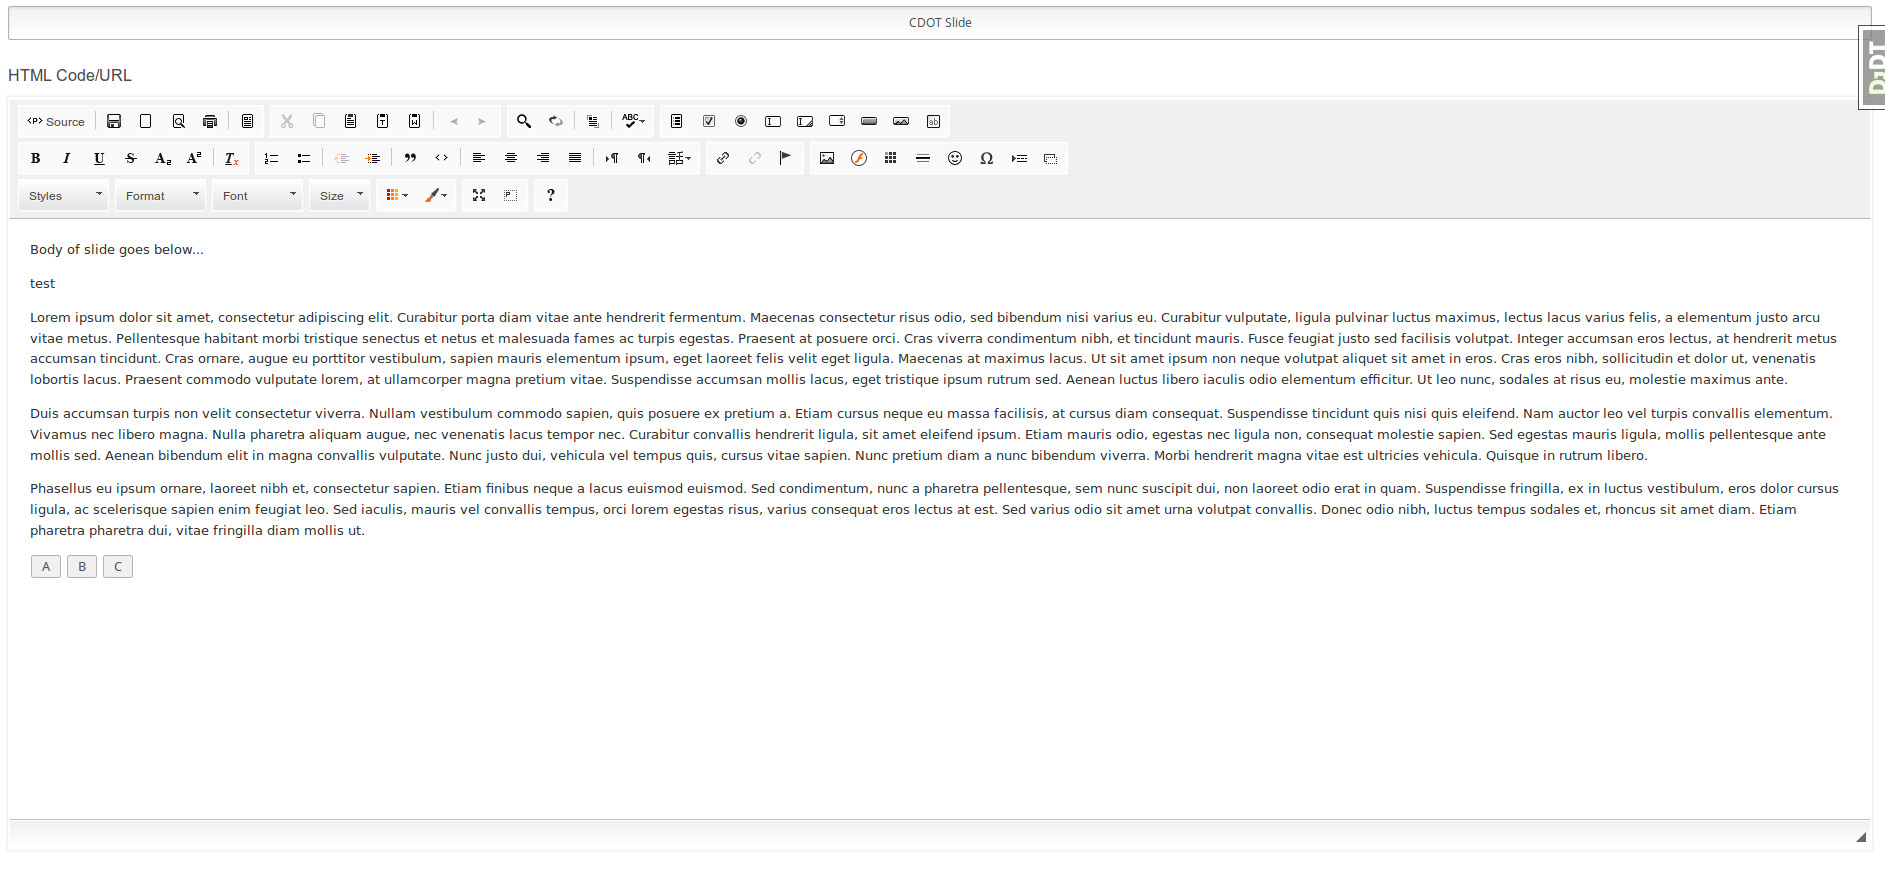 CDOT Slide
DJDT
HTML Code/URL
Source
ABC
B I U S A₂ A² Tx
Styles Format Font Size ?
Body of slide goes below...
test
Lorem ipsum dolor sit amet, consectetur adipiscing elit. Curabitur porta diam vitae ante hendrerit fermentum. Maecenas consectetur risus odio, sed bibendum nisi varius eu. Curabitur vulputate, ligula pulvinar luctus maximus, lectus lacus varius felis, a elementum justo arcu
vitae metus. Pellentesque habitant morbi tristique senectus et netus et malesuada fames ac turpis egestas. Praesent at posuere orci. Cras viverra condimentum nibh, et tincidunt mauris. Fusce feugiat justo sed facilisis volutpat. Integer accumsan eros lectus, at hendrerit metus
accumsan tincidunt. Cras ornare, augue eu porttitor vestibulum, sapien mauris elementum ipsum, eget laoreet felis velit eget ligula. Maecenas at maximus lacus. Ut sit amet ipsum non neque volutpat aliquet sit amet in eros. Cras eros nibh, sollicitudin et dolor ut, venenatis
lobortis lacus. Praesent commodo vulputate lorem, at ullamcorper magna pretium vitae. Suspendisse accumsan mollis lacus, eget tristique ipsum rutrum sed. Aenean luctus libero iaculis odio elementum efficitur. Ut leo nunc, sodales at risus eu, molestie maximus ante.
Duis accumsan turpis non velit consectetur viverra. Nullam vestibulum commodo sapien, quis posuere ex pretium a. Etiam cursus neque eu massa facilisis, at cursus diam consequat. Suspendisse tincidunt quis nisi quis eleifend. Nam auctor leo vel turpis convallis elementum.
Vivamus nec libero magna. Nulla pharetra aliquam augue, nec venenatis lacus tempor nec. Curabitur convallis hendrerit ligula, sit amet eleifend ipsum. Etiam mauris odio, egestas nec ligula non, consequat molestie sapien. Sed egestas mauris ligula, mollis pellentesque ante
mollis sed. Aenean bibendum elit in magna convallis vulputate. Nunc justo dui, vehicula vel tempus quis, cursus vitae sapien. Nunc pretium diam a nunc bibendum viverra. Morbi hendrerit magna vitae est ultricies vehicula. Quisque in rutrum libero.
Phasellus eu ipsum ornare, laoreet nibh et, consectetur sapien. Etiam finibus neque a lacus euismod euismod. Sed condimentum, nunc a pharetra pellentesque, sem nunc suscipit dui, non laoreet odio erat in quam. Suspendisse fringilla, ex in luctus vestibulum, eros dolor cursus
ligula, ac scelerisque sapien enim feugiat leo. Sed iaculis, mauris vel convallis tempus, orci lorem egestas risus, varius consequat eros lectus at est. Sed varius odio sit amet urna volutpat convallis. Donec odio nibh, luctus tempus sodales et, rhoncus sit amet diam. Etiam
pharetra pharetra dui, vitae fringilla diam mollis ut.
A B C